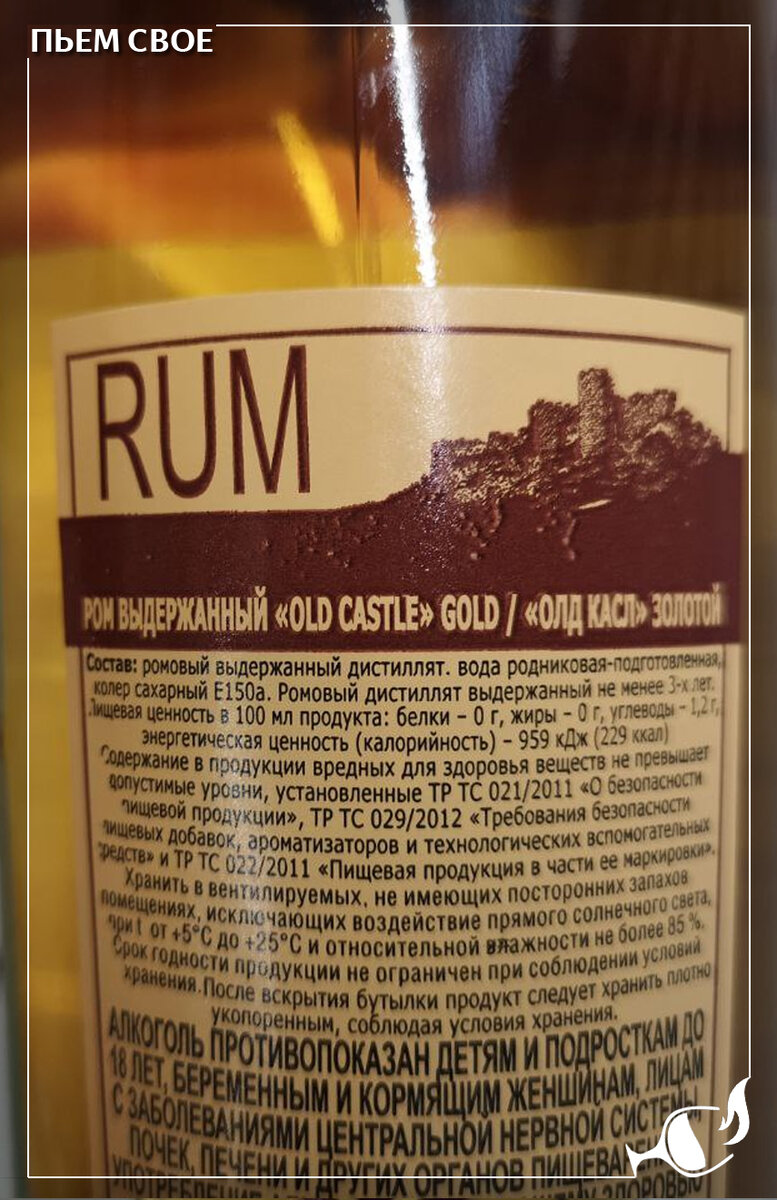 ПЬЕМ СВОЕ
RUM
РОМ ВЫДЕРЖАННЫЙ «OLD CASTLE» GOLD / «ОЛД КАСЛ» ЗОЛОТОЙ
Состав: ромовый выдержанный дистиллят. вода родниковая-подготовленная,
колер сахарный Е150а. Ромовый дистиллят выдержанный не менее 3-х лет.
Пищевая ценность в 100 мл продукта: белки – 0 г, жиры – 0 г, углеводы – 1,2 г,
энергетическая ценность (калорийность) – 959 кДж (229 ккал)
Содержание в продукции вредных для здоровья веществ не превышает
допустимые уровни, установленные ТР ТС 021/2011 «О безопасности
пищевой продукции», ТР ТС 029/2012 «Требования безопасности
пищевых добавок, ароматизаторов и технологических вспомогательных
средств» и ТР ТС 022/2011 «Пищевая продукция в части ее маркировки».
Хранить в вентилируемых, не имеющих посторонних запахов
помещениях, исключающих воздействие прямого солнечного света,
при t от +5°С до +25°С и относительной влажности не более 85 %.
Срок годности продукции не ограничен при соблюдении условий
хранения.После вскрытия бутылки продукт следует хранить плотно
укопоренным, соблюдая условия хранения.
АЛКОГОЛЬ ПРОТИВОПОКАЗАН ДЕТЯМ И ПОДРОСТКАМ ДО
18 ЛЕТ, БЕРЕМЕННЫМ И КОРМЯЩИМ ЖЕНЩИНАМ, ЛИЦАМ
С ЗАБОЛЕВАНИЯМИ ЦЕНТРАЛЬНОЙ НЕРВНОЙ СИСТЕМЫ,
ПОЧЕК, ПЕЧЕНИ И ДРУГИХ ОРГАНОВ